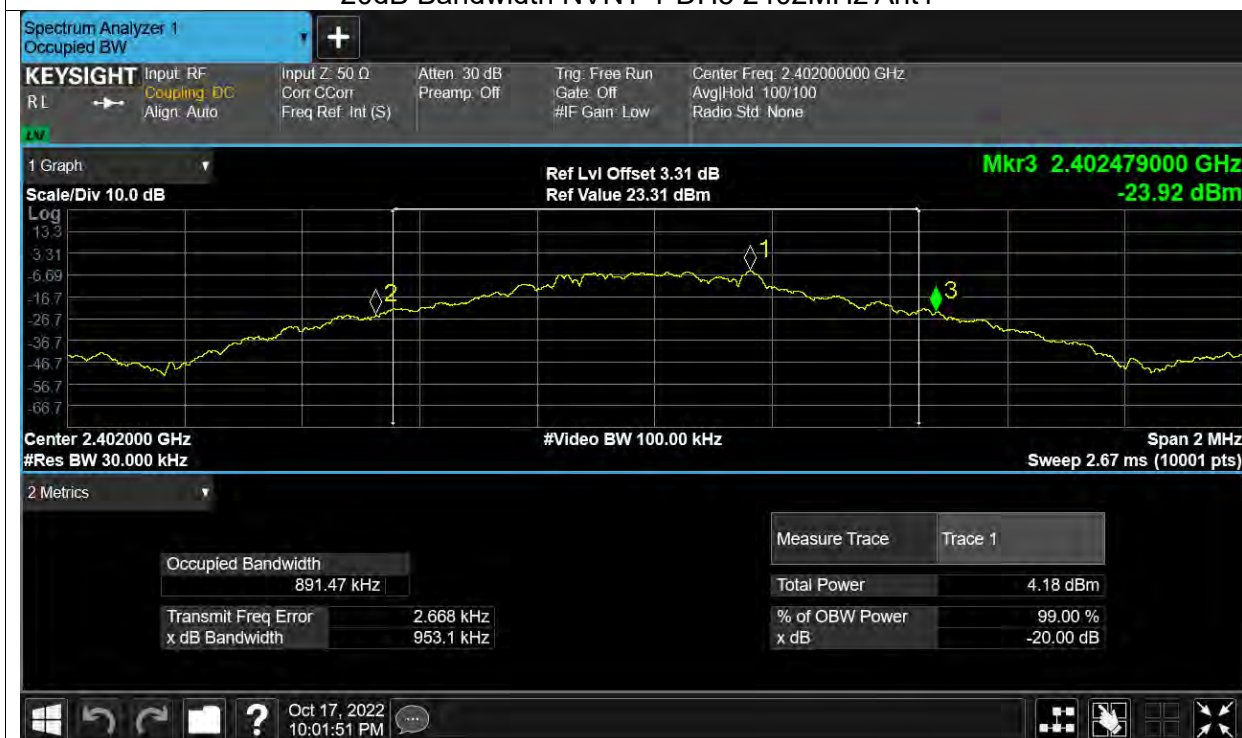 Spectrum Analyzer 1
Occupied BW
KEYSIGHT
RL
Input: RF
Coupling: DC
Align: Auto
Input Z: 50 Ω
Corr CCorr
Freq Ref: Int (S)
Atten: 30 dB
Preamp: Off
Trig: Free Run
Gate: Off
#IF Gain: Low
Center Freq: 2.402000000 GHz
Avg|Hold: 100/100
Radio Std: None
1 Graph
Scale/Div 10.0 dB
Ref Lvl Offset 3.31 dB
Ref Value 23.31 dBm
Mkr3 2.402479000 GHz
-23.92 dBm
Log
13.3
3.31
-6.69
-16.7
-26.7
-36.7
-46.7
-56.7
-66.7
1
2
3
Center 2.402000 GHz
#Video BW 100.00 kHz
Span 2 MHz
#Res BW 30.000 kHz
Sweep 2.67 ms (10001 pts)
2 Metrics
Occupied Bandwidth
891.47 kHz
Transmit Freq Error 2.668 kHz
x dB Bandwidth 953.1 kHz
Measure Trace Trace 1
Total Power 4.18 dBm
% of OBW Power 99.00 %
x dB -20.00 dB
?
Oct 17, 2022
10:01:51 PM